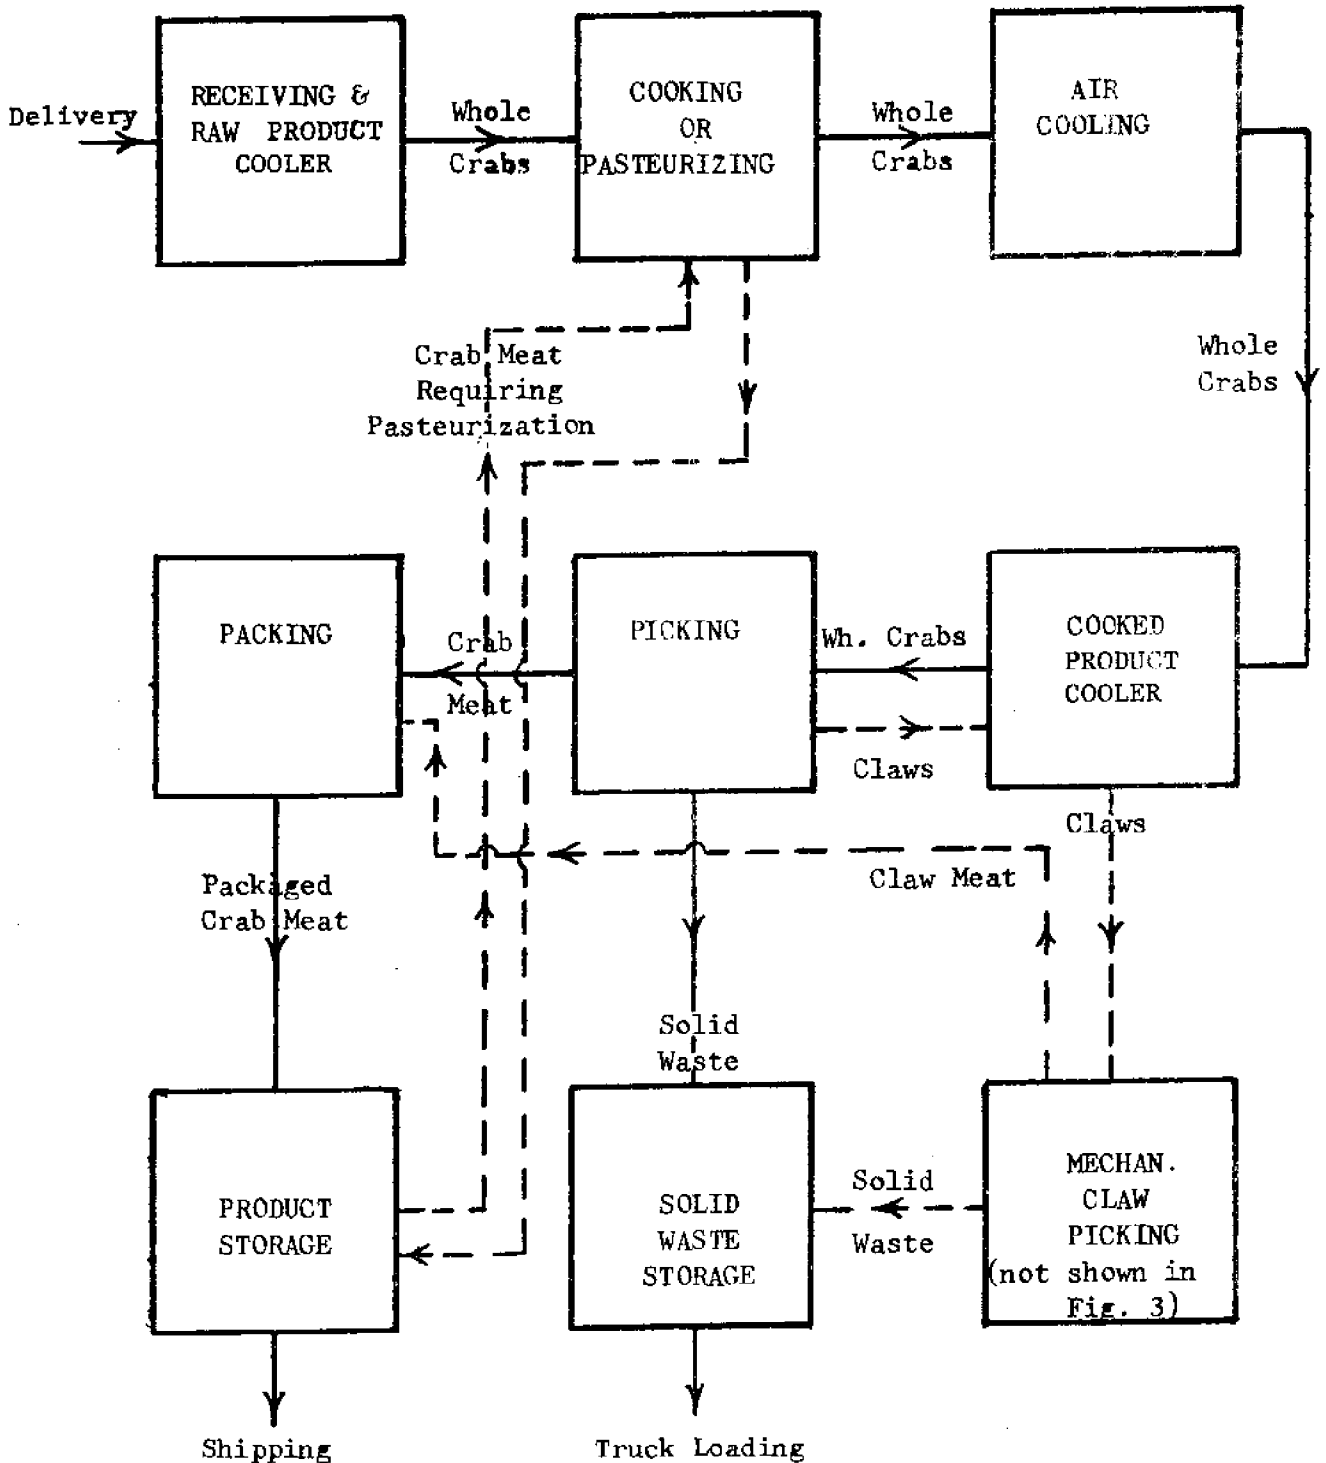 Delivery
RECEIVING &
RAW PRODUCT
COOLER
Whole
Crabs
COOKING
OR
PASTEURIZING
Whole
Crabs
AIR
COOLING
Whole
Crabs
Crab Meat
Requiring
Pasteurization
PACKING
Crab
Meat
PICKING
Wh. Crabs
Claws
COOKED
PRODUCT
COOLER
Claws
Claw Meat
Packaged
Crab Meat
Solid
Waste
PRODUCT
STORAGE
SOLID
WASTE
STORAGE
Solid
Waste
MECHAN.
CLAW
PICKING
(not shown in
Fig. 3)
Shipping
Truck Loading